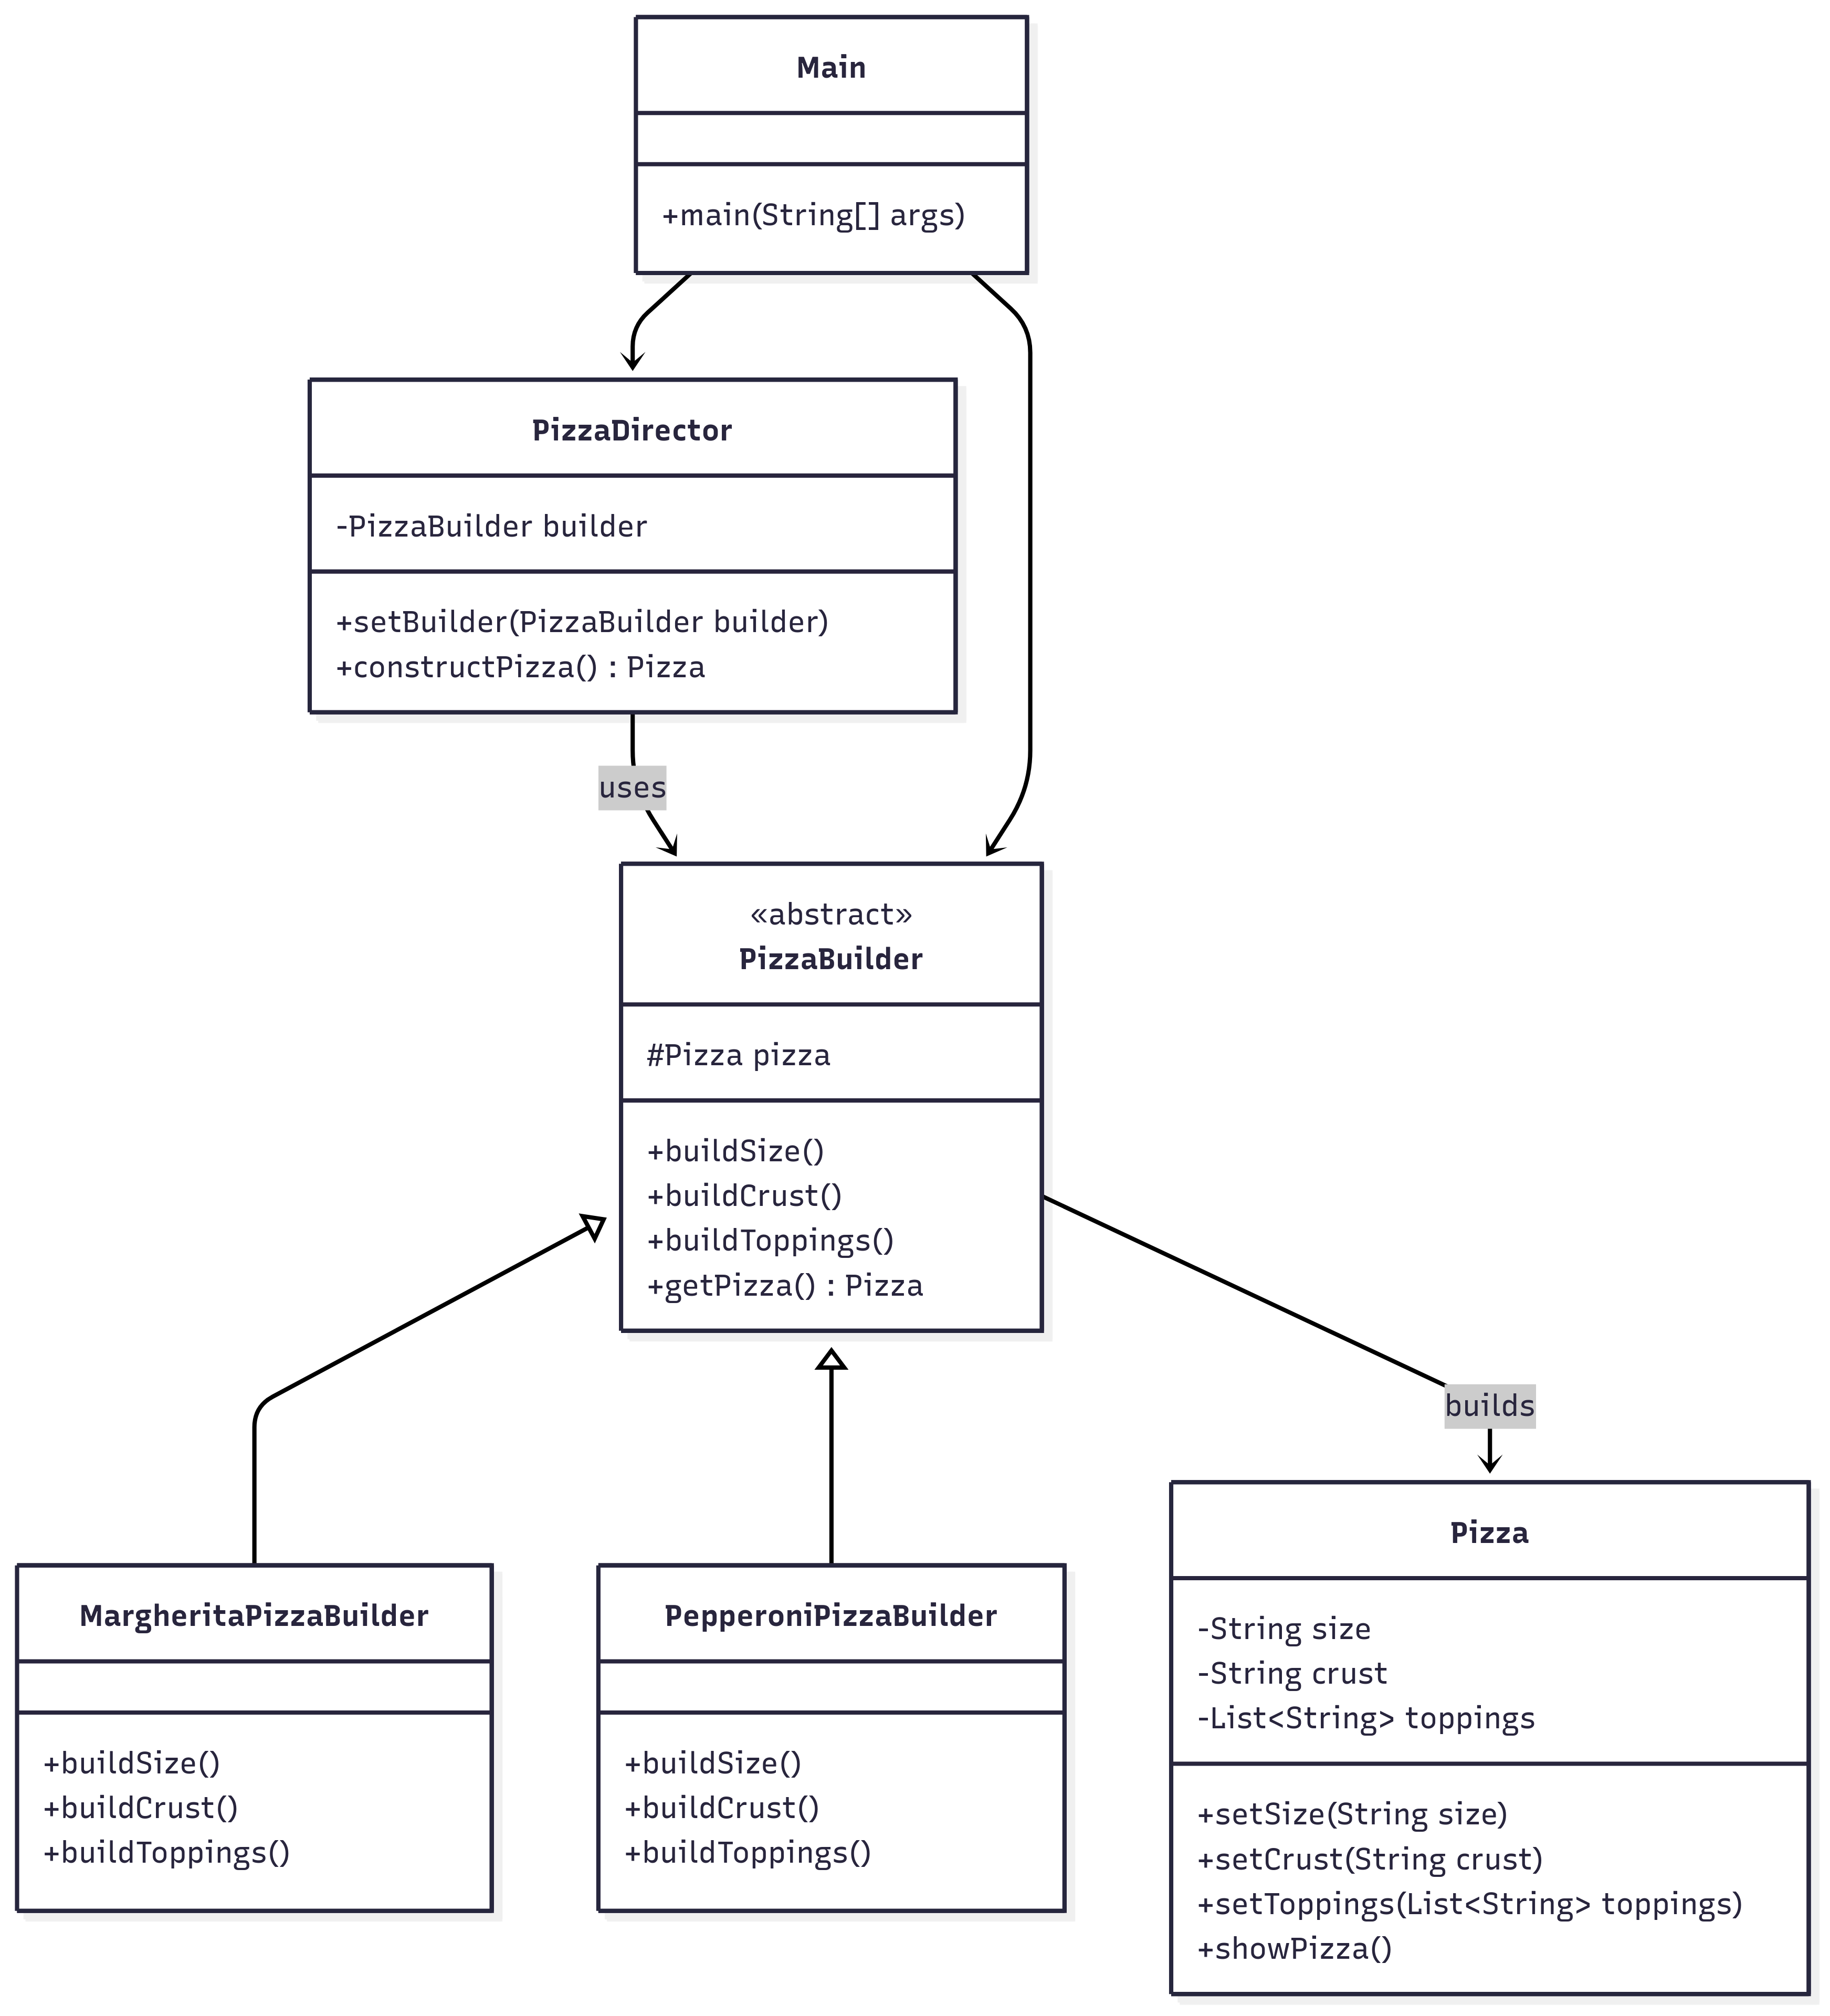 Main
+main(String[] args)
PizzaDirector
-PizzaBuilder builder
+setBuilder(PizzaBuilder builder)
+constructPizza() : Pizza
uses
«abstract»
PizzaBuilder
#Pizza pizza
+buildSize()
+buildCrust()
+buildToppings()
+getPizza() : Pizza
builds
MargheritaPizzaBuilder
+buildSize()
+buildCrust()
+buildToppings()
PepperoniPizzaBuilder
+buildSize()
+buildCrust()
+buildToppings()
Pizza
-String size
-String crust
-List<String> toppings
+setSize(String size)
+setCrust(String crust)
+setToppings(List<String> toppings)
+showPizza()